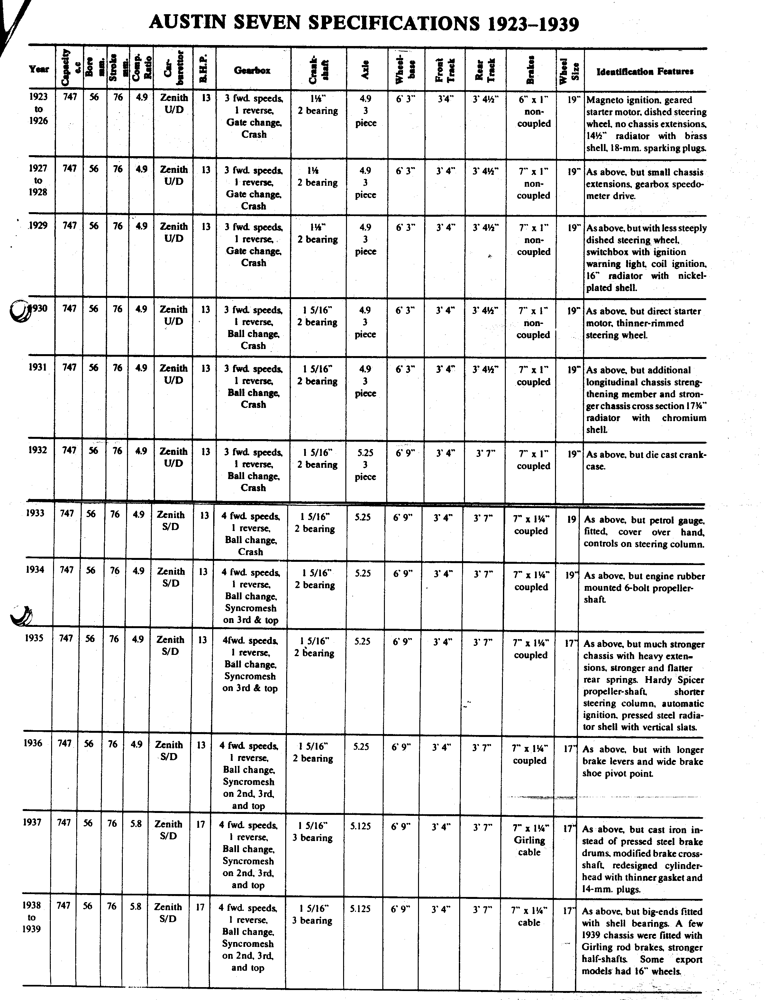 AUSTIN SEVEN SPECIFICATIONS 1923–1939
Year Capacity c.c Bore mm. Stroke mm. Comp. Ratio Car-burettor B.H.P. Gearbox Crank-shaft Axle Wheel-base Front Track Rear Track Brakes Wheel Size Identification Features
1923 747 56 76 4.9 Zenith 13 3 fwd. speeds, 1⅛" 4.9 6' 3" 3'4" 3' 4½" 6" x 1" 19" Magneto ignition, geared
to U/D 1 reverse, 2 bearing 3 non- starter motor, dished steering
1926 Gate change, piece coupled wheel, no chassis extensions,
Crash 14½" radiator with brass
shell, 18-mm. sparking plugs.
1927 747 56 76 4.9 Zenith 13 3 fwd. speeds, 1⅛ 4.9 6' 3" 3' 4" 3' 4½" 7" x 1" 19" As above, but small chassis
to U/D 1 reverse, 2 bearing 3 non- extensions, gearbox speedo-
1928 Gate change, piece coupled meter drive.
Crash
1929 747 56 76 4.9 Zenith 13 3 fwd. speeds, 1⅛" 4.9 6' 3" 3' 4" 3' 4½" 7" x 1" 19" As above, but with less steeply
U/D 1 reverse, 2 bearing 3 non- dished steering wheel,
Gate change, piece coupled switchbox with ignition
Crash warning light, coil ignition,
16" radiator with nickel-
plated shell.
1930 747 56 76 4.9 Zenith 13 3 fwd. speeds, 1 5/16" 4.9 6' 3" 3' 4" 3' 4½" 7" x 1" 19" As above, but direct starter
U/D 1 reverse, 2 bearing 3 non- motor, thinner-rimmed
Ball change, piece coupled steering wheel.
Crash
1931 747 56 76 4.9 Zenith 13 3 fwd. speeds, 1 5/16" 4.9 6' 3" 3' 4" 3' 4½" 7" x 1" 19" As above, but additional
U/D 1 reverse, 2 bearing 3 coupled longitudinal chassis streng-
Ball change, piece thening member and stron-
Crash ger chassis cross section 17¾"
radiator with chromium
shell.
1932 747 56 76 4.9 Zenith 13 3 fwd. speeds, 1 5/16" 5.25 6' 9" 3' 4" 3' 7" 7" x 1" 19" As above, but die cast crank-
U/D 1 reverse, 2 bearing 3 coupled case.
Ball change, piece
Crash
1933 747 56 76 4.9 Zenith 13 4 fwd. speeds, 1 5/16" 5.25 6' 9" 3' 4" 3' 7" 7" x 1¼" 19 As above, but petrol gauge,
S/D 1 reverse, 2 bearing coupled fitted, cover over hand,
Ball change, controls on steering column.
Crash
1934 747 56 76 4.9 Zenith 13 4 fwd. speeds, 1 5/16" 5.25 6' 9" 3' 4" 3' 7" 7" x 1¼" 19" As above, but engine rubber
S/D 1 reverse, 2 bearing coupled mounted 6-bolt propeller-
Ball change, shaft.
Syncromesh
on 3rd & top
1935 747 56 76 4.9 Zenith 13 4fwd. speeds, 1 5/16" 5.25 6' 9" 3' 4" 3' 7" 7" x 1¼" 17" As above, but much stronger
S/D 1 reverse, 2 bearing coupled chassis with heavy exten-
Ball change, sions, stronger and flatter
Syncromesh rear springs. Hardy Spicer
on 3rd & top propeller-shaft, shorter
steering column, automatic
ignition, pressed steel radia-
tor shell with vertical slats.
1936 747 56 76 4.9 Zenith 13 4 fwd. speeds, 1 5/16" 5.25 6' 9" 3' 4" 3' 7" 7" x 1¼" 17" As above, but with longer
S/D 1 reverse, 2 bearing coupled brake levers and wide brake
Ball change, shoe pivot point.
Syncromesh
on 2nd, 3rd,
and top
1937 747 56 76 5.8 Zenith 17 4 fwd. speeds, 1 5/16" 5.125 6' 9" 3' 4" 3' 7" 7" x 1¼" 17" As above, but cast iron in-
S/D 1 reverse, 3 bearing Girling stead of pressed steel brake
Ball change, cable drums, modified brake cross-
Syncromesh shaft, redesigned cylinder-
on 2nd, 3rd, head with thinner gasket and
and top 14-mm. plugs.
1938 747 56 76 5.8 Zenith 17 4 fwd. speeds, 1 5/16" 5.125 6' 9" 3' 4" 3' 7" 7" x 1¼" 17" As above, but big-ends fitted
to S/D 1 reverse, 3 bearing cable with shell bearings. A few
1939 Ball change, 1939 chassis were fitted with
Syncromesh Girling rod brakes, stronger
on 2nd, 3rd, half-shafts. Some export
and top models had 16" wheels.